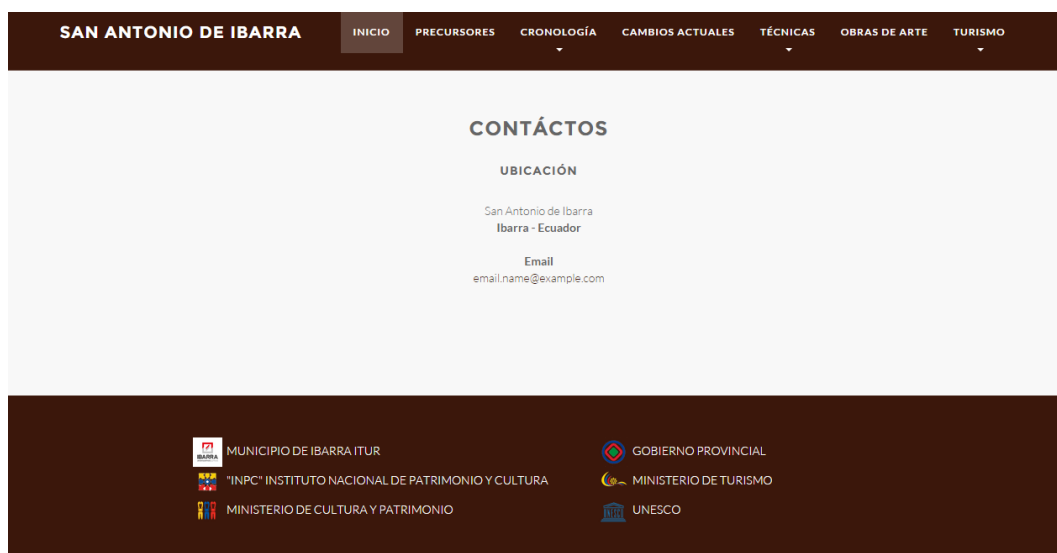 SAN ANTONIO DE IBARRA
INICIO
PRECURSORES
CRONOLOGÍA
CAMBIOS ACTUALES
TÉCNICAS
OBRAS DE ARTE
TURISMO
CONTÁCTOS
UBICACIÓN
San Antonio de Ibarra
Ibarra - Ecuador
Email
email.name@example.com
IBARRA
MUNICIPIO DE IBARRA ITUR
"INPC" INSTITUTO NACIONAL DE PATRIMONIO Y CULTURA
MINISTERIO DE CULTURA Y PATRIMONIO
GOBIERNO PROVINCIAL
MINISTERIO DE TURISMO
UNESCO